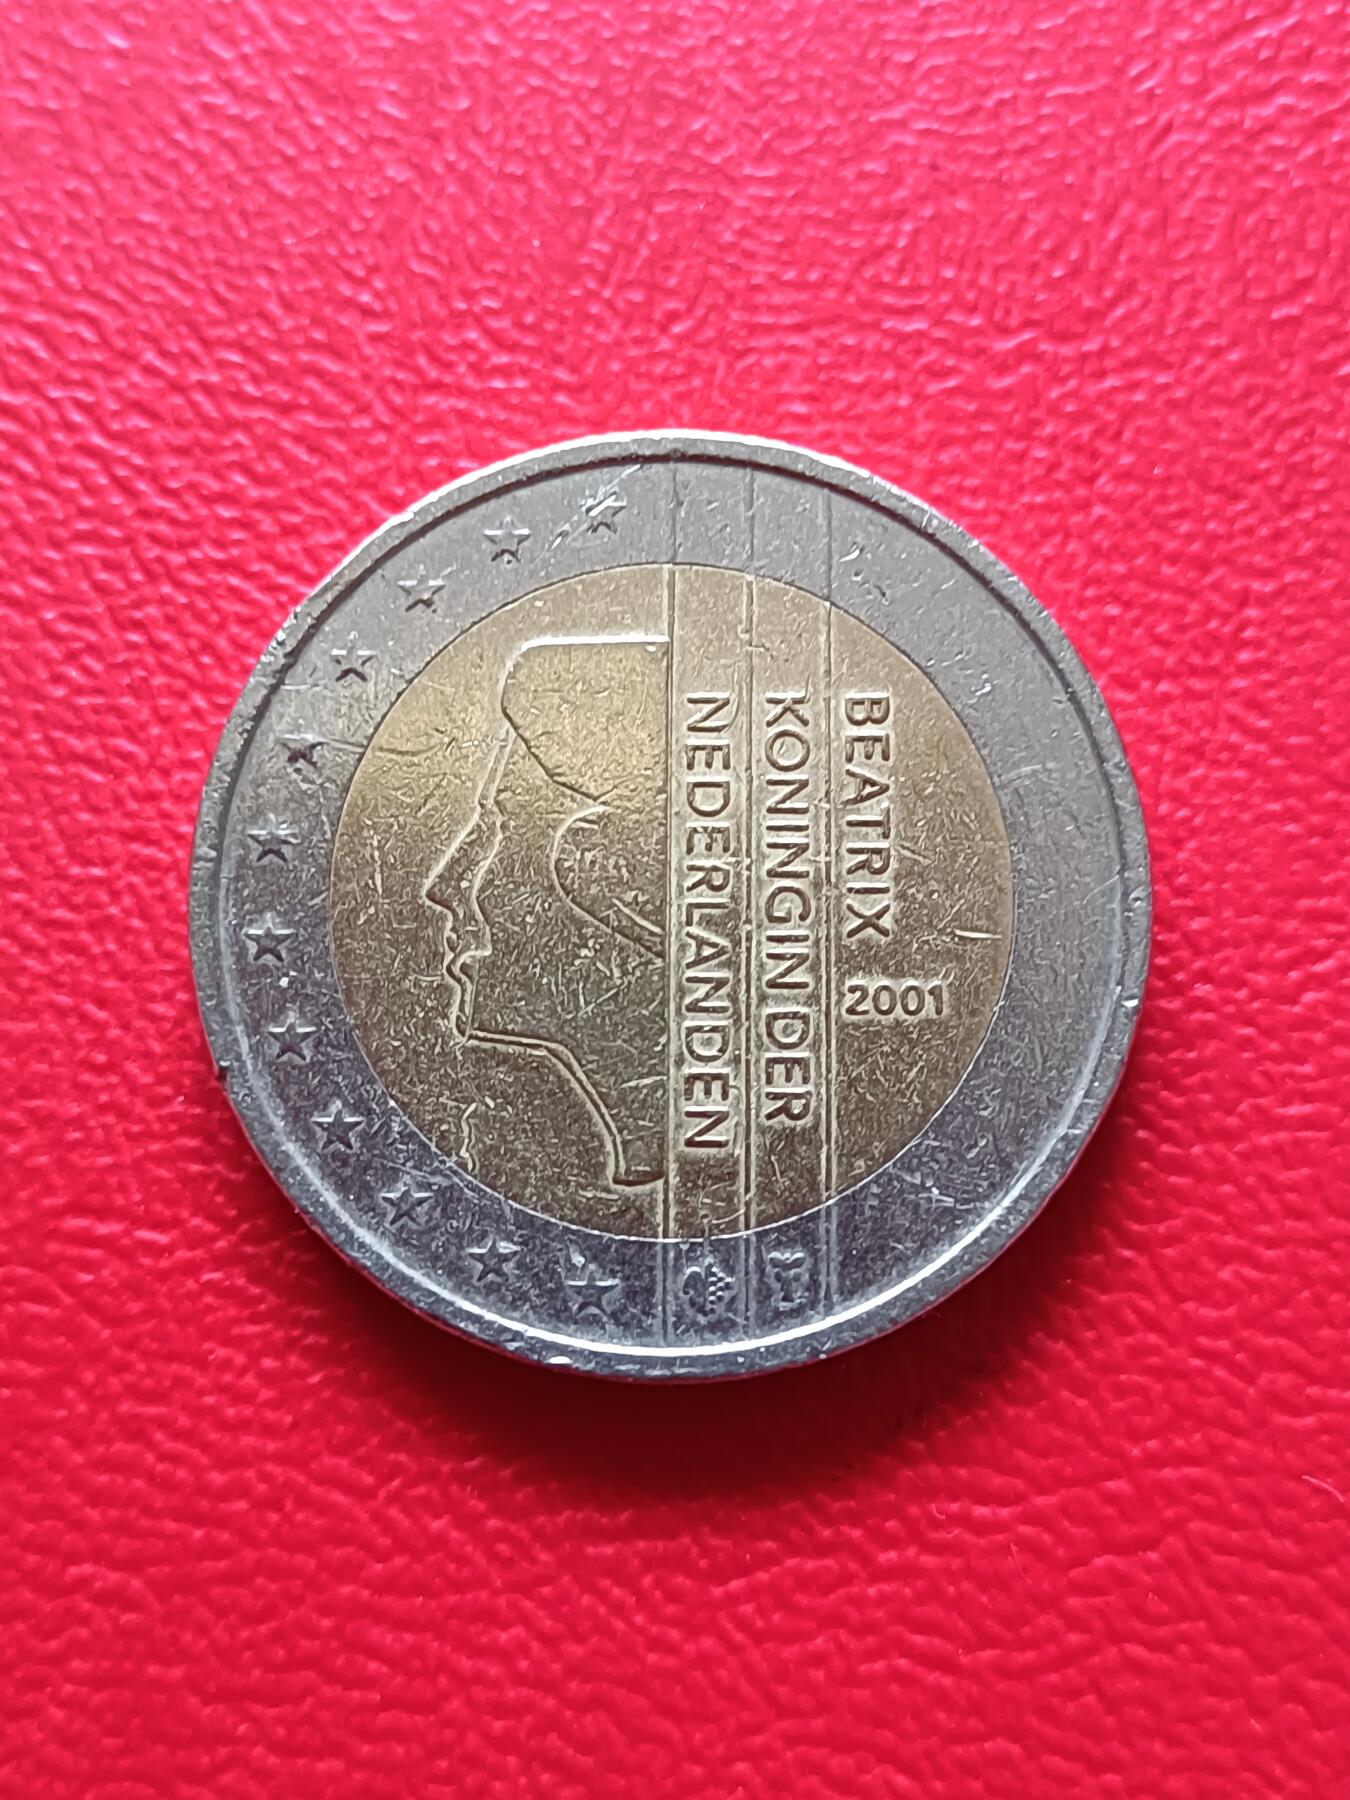 BEATRIX
KONINGIN DER
NEDERLANDEN
2001